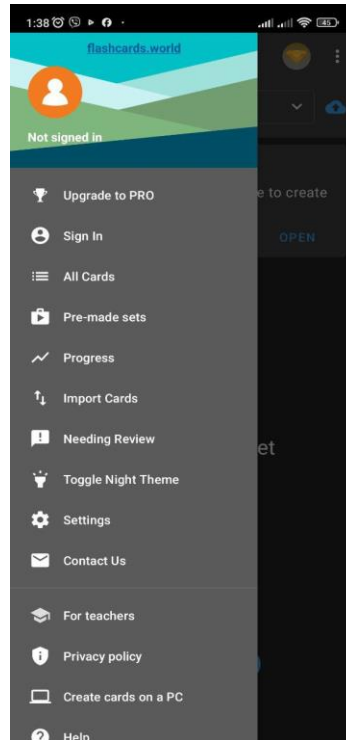 1:38
45
flashcards.world
Not signed in
Upgrade to PRO
e to create
Sign In
OPEN
All Cards
Pre-made sets
Progress
Import Cards
Needing Review
et
Toggle Night Theme
Settings
Contact Us
For teachers
Privacy policy
Create cards on a PC
Help